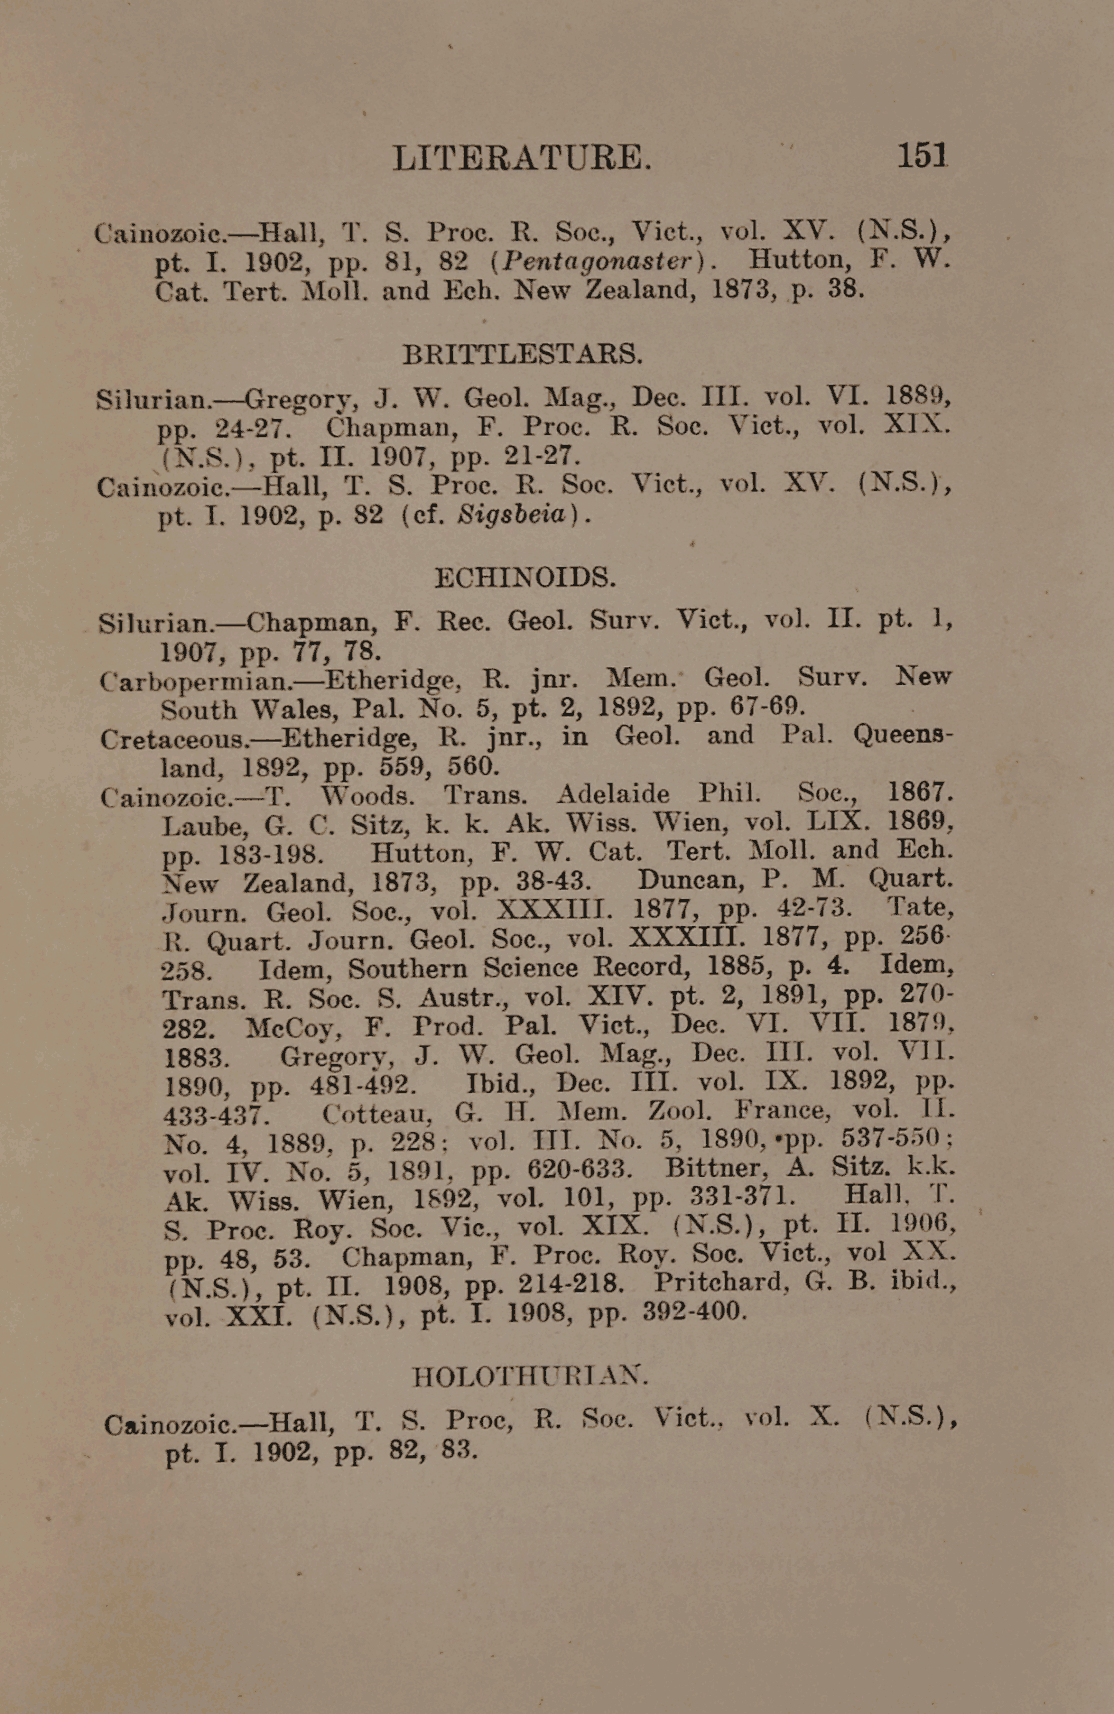 LITERATURE. 151
Cainozoic.—Hall, T. S. Proc. R. Soc., Vict., vol. XV. (N.S.),
pt. I. 1902, pp. 81, 82 (Pentagonaster). Hutton, F. W.
Cat. Tert. Moll. and Ech. New Zealand, 1873, p. 38.
BRITTLESTARS.
Silurian.—Gregory, J. W. Geol. Mag., Dec. III. vol. VI. 1889,
pp. 24-27. Chapman, F. Proc. R. Soc. Vict., vol. XIX.
(N.S.), pt. II. 1907, pp. 21-27.
Cainozoic.—Hall, T. S. Proc. R. Soc. Vict., vol. XV. (N.S.),
pt. I. 1902, p. 82 (cf. Sigsbeia).
ECHINOIDS.
Silurian.—Chapman, F. Rec. Geol. Surv. Vict., vol. II. pt. 1,
1907, pp. 77, 78.
Carbopermian.—Etheridge, R. jnr. Mem. Geol. Surv. New
South Wales, Pal. No. 5, pt. 2, 1892, pp. 67-69.
Cretaceous.—Etheridge, R. jnr., in Geol. and Pal. Queens-
land, 1892, pp. 559, 560.
Cainozoic.—T. Woods. Trans. Adelaide Phil. Soc., 1867.
Laube, G. C. Sitz, k. k. Ak. Wiss. Wien, vol. LIX. 1869,
pp. 183-198. Hutton, F. W. Cat. Tert. Moll. and Ech.
New Zealand, 1873, pp. 38-43. Duncan, P. M. Quart.
Journ. Geol. Soc., vol. XXXIII. 1877, pp. 42-73. Tate,
R. Quart. Journ. Geol. Soc., vol. XXXIII. 1877, pp. 256-
258. Idem, Southern Science Record, 1885, p. 4. Idem,
Trans. R. Soc. S. Austr., vol. XIV. pt. 2, 1891, pp. 270-
282. McCoy, F. Prod. Pal. Vict., Dec. VI. VII. 1879,
1883. Gregory, J. W. Geol. Mag., Dec. III. vol. VII.
1890, pp. 481-492. Ibid., Dec. III. vol. IX. 1892, pp.
433-437. Cotteau, G. H. Mem. Zool. France, vol. II.
No. 4, 1889, p. 228; vol. III. No. 5, 1890, pp. 537-550;
vol. IV. No. 5, 1891, pp. 620-633. Bittner, A. Sitz. k.k.
Ak. Wiss. Wien, 1892, vol. 101, pp. 331-371. Hall, T.
S. Proc. Roy. Soc. Vic., vol. XIX. (N.S.), pt. II. 1906,
pp. 48, 53. Chapman, F. Proc. Roy. Soc. Vict., vol XX.
(N.S.), pt. II. 1908, pp. 214-218. Pritchard, G. B. ibid.,
vol. XXI. (N.S.), pt. I. 1908, pp. 392-400.
HOLOTHURIAN.
Cainozoic.—Hall, T. S. Proc, R. Soc. Vict., vol. X. (N.S.),
pt. I. 1902, pp. 82, 83.